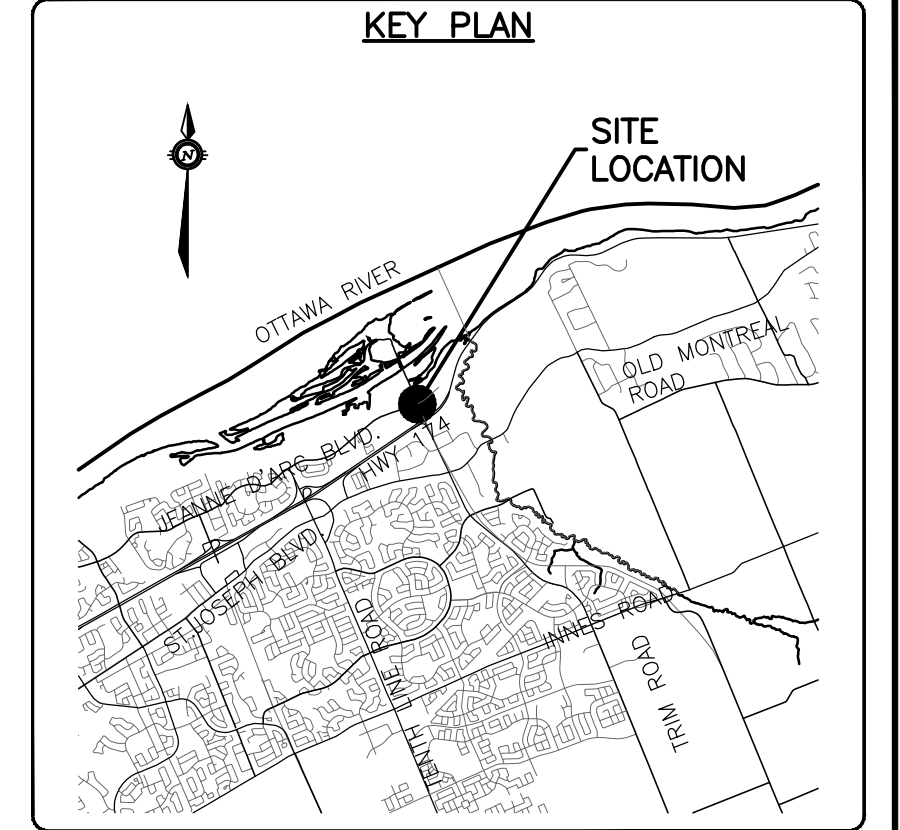 KEY PLAN
N
SITE
LOCATION
OTTAWA RIVER
OLD MONTREAL
ROAD
HWY 174
JEANNE D'ARC BLVD.
ST.JOSEPH BLVD.
TENTH LINE ROAD
INNES ROAD
TRIM ROAD